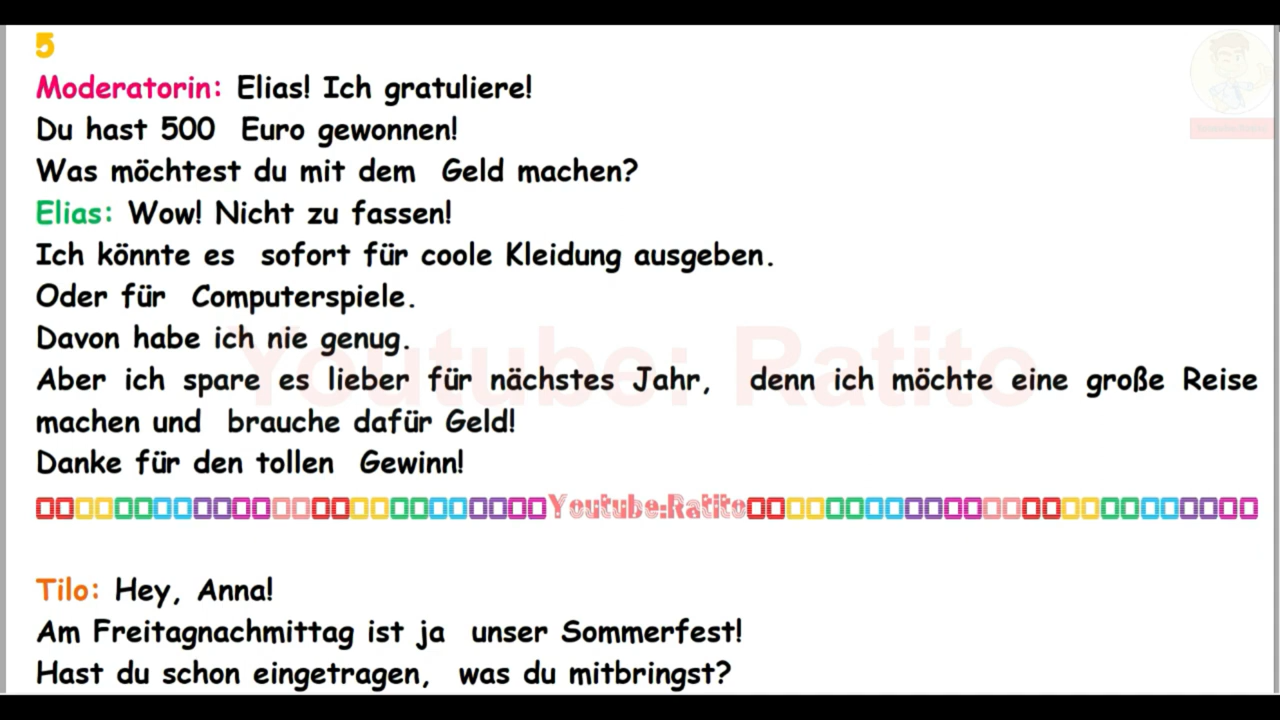 5
Moderatorin: Elias! Ich gratuliere!
Du hast 500 Euro gewonnen!
Was möchtest du mit dem Geld machen?
Elias: Wow! Nicht zu fassen!
Ich könnte es sofort für coole Kleidung ausgeben.
Oder für Computerspiele.
Davon habe ich nie genug.
Youtube: Ratito
Aber ich spare es lieber für nächstes Jahr, denn ich möchte eine große Reise
machen und brauche dafür Geld!
Danke für den tollen Gewinn!
Youtube:Ratito
Tilo: Hey, Anna!
Am Freitagnachmittag ist ja unser Sommerfest!
Hast du schon eingetragen, was du mitbringst?